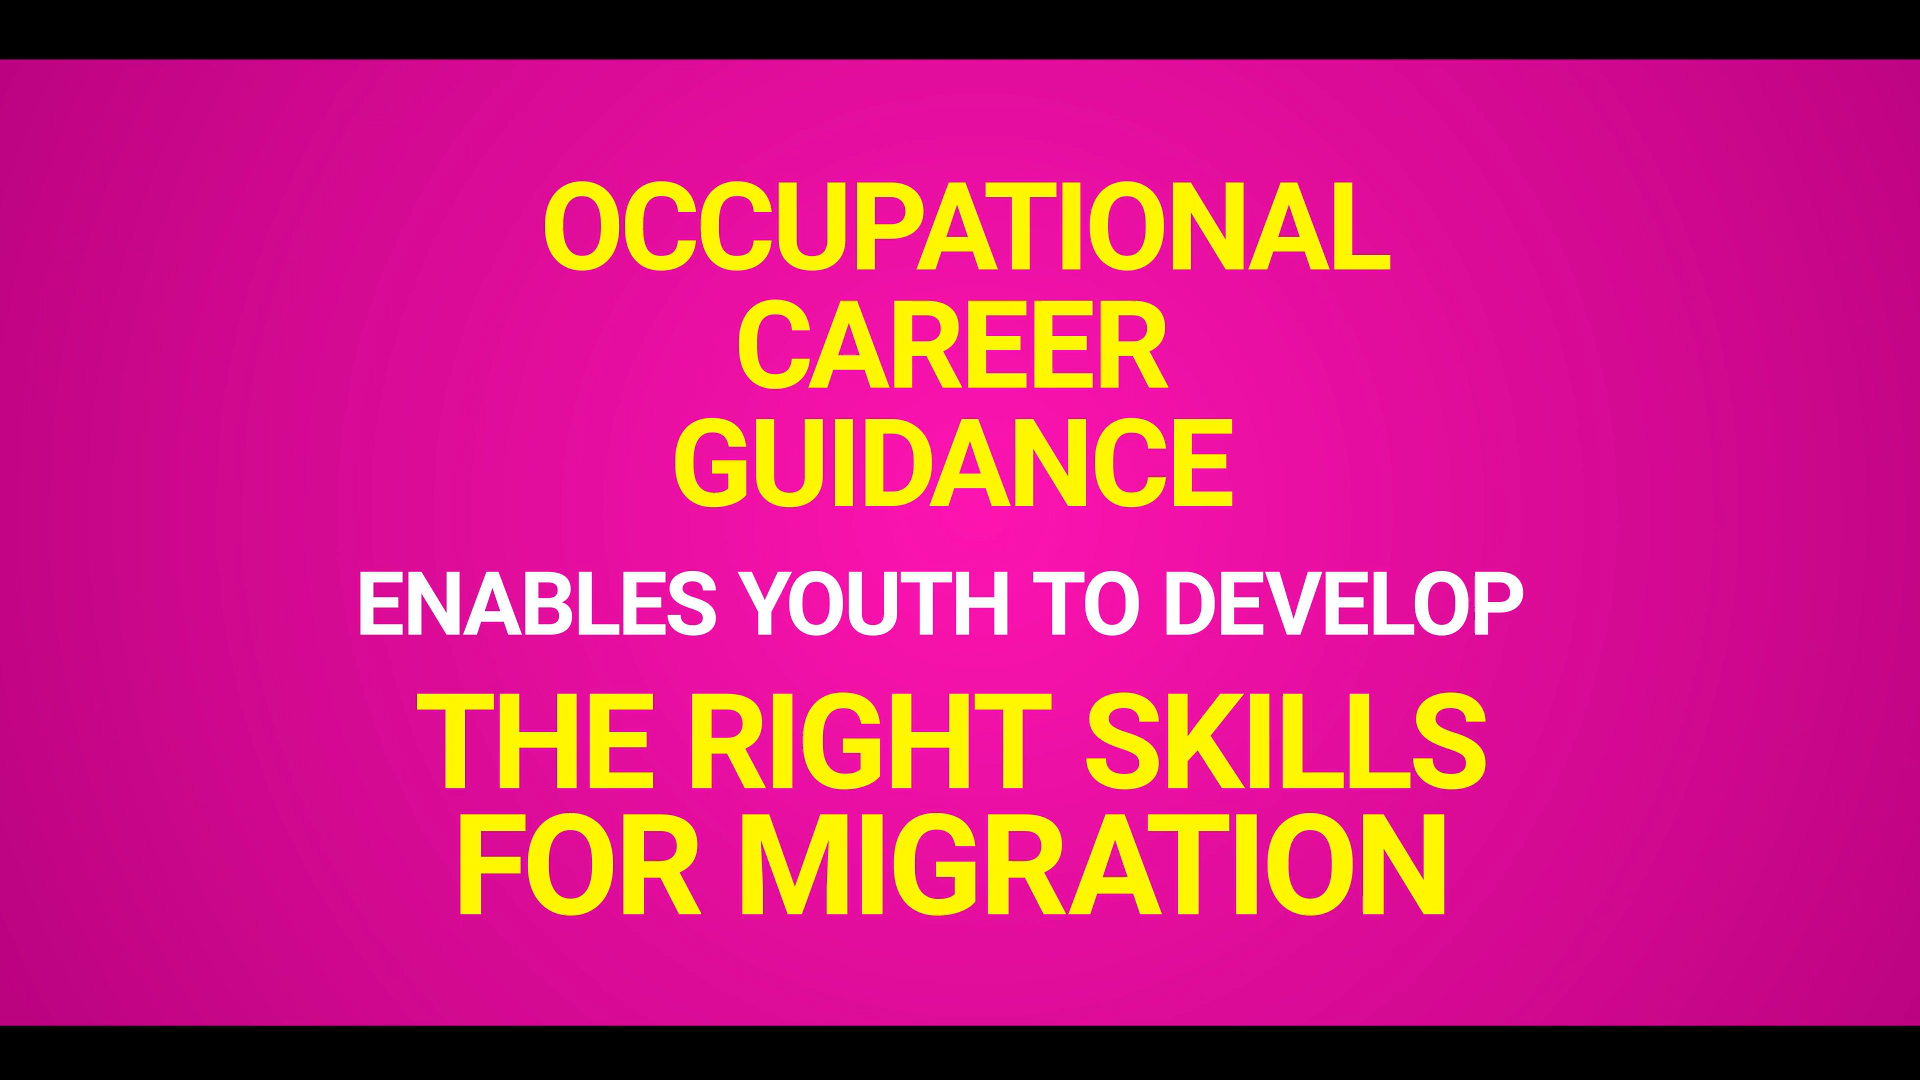 OCCUPATIONAL
CAREER
GUIDANCE
ENABLES YOUTH TO DEVELOP
THE RIGHT SKILLS
FOR MIGRATION